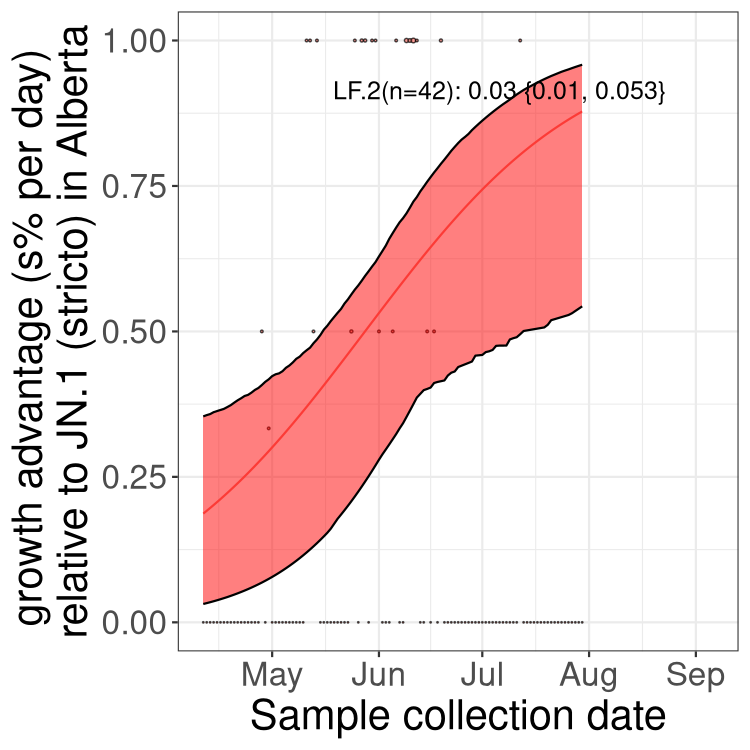 growth advantage (s% per day)
relative to JN.1 (stricto) in Alberta
1.00
0.75
0.50
0.25
0.00
LF.2(n=42): 0.03 {0.01, 0.053}
May Jun Jul Aug Sep
Sample collection date